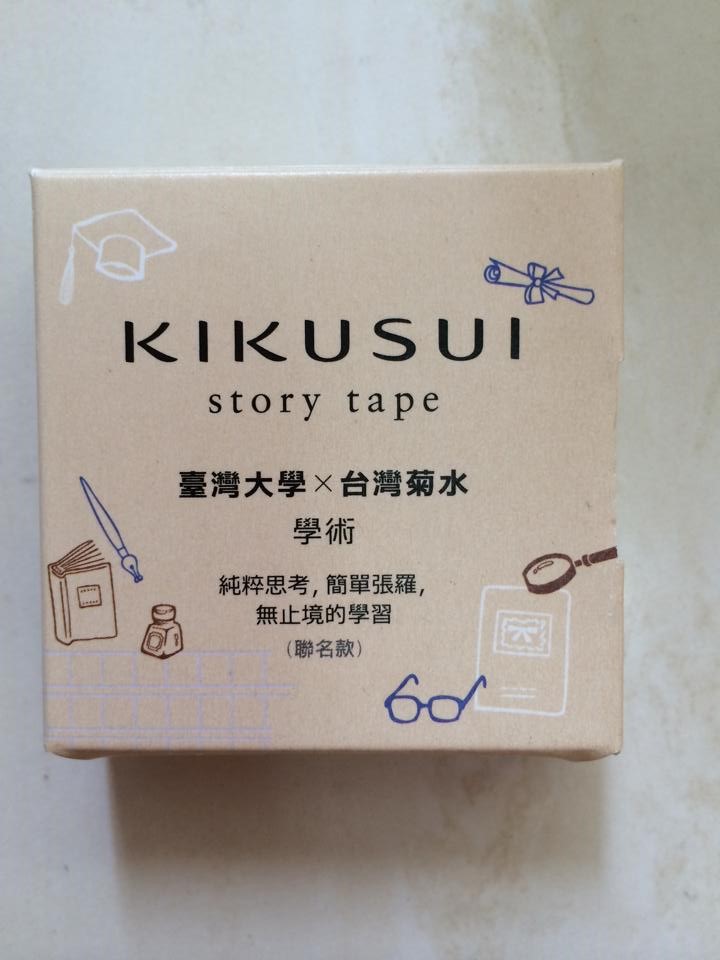 KIKUSUI
story tape
臺灣大學×台灣菊水
學術
純粹思考,簡單張羅,
無止境的學習
(聯名款)